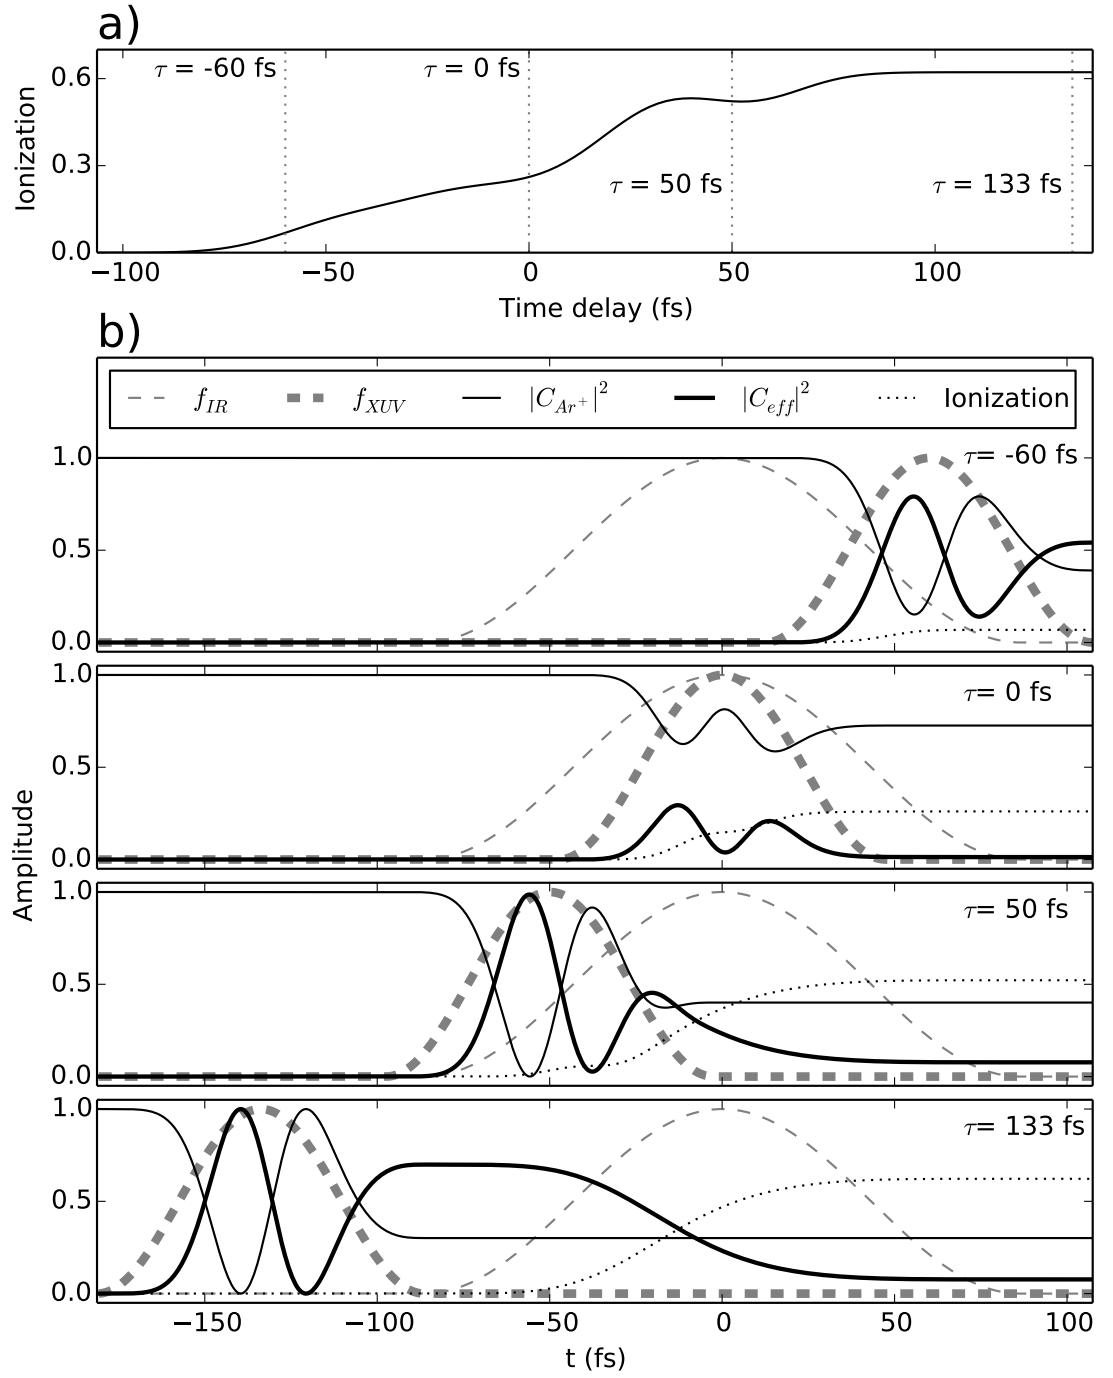 a)
τ = -60 fs
τ = 0 fs
0.6
Ionization
0.3
τ = 50 fs
τ = 133 fs
0.0
−100
−50
0
50
100
Time delay (fs)
b)
f_IR
f_XUV
|C_Ar⁺|²
|C_eff|²
Ionization
1.0
τ= -60 fs
0.5
0.0
1.0
τ= 0 fs
0.5
0.0
Amplitude
1.0
τ= 50 fs
0.5
0.0
1.0
τ= 133 fs
0.5
0.0
−150
−100
−50
0
50
100
t (fs)